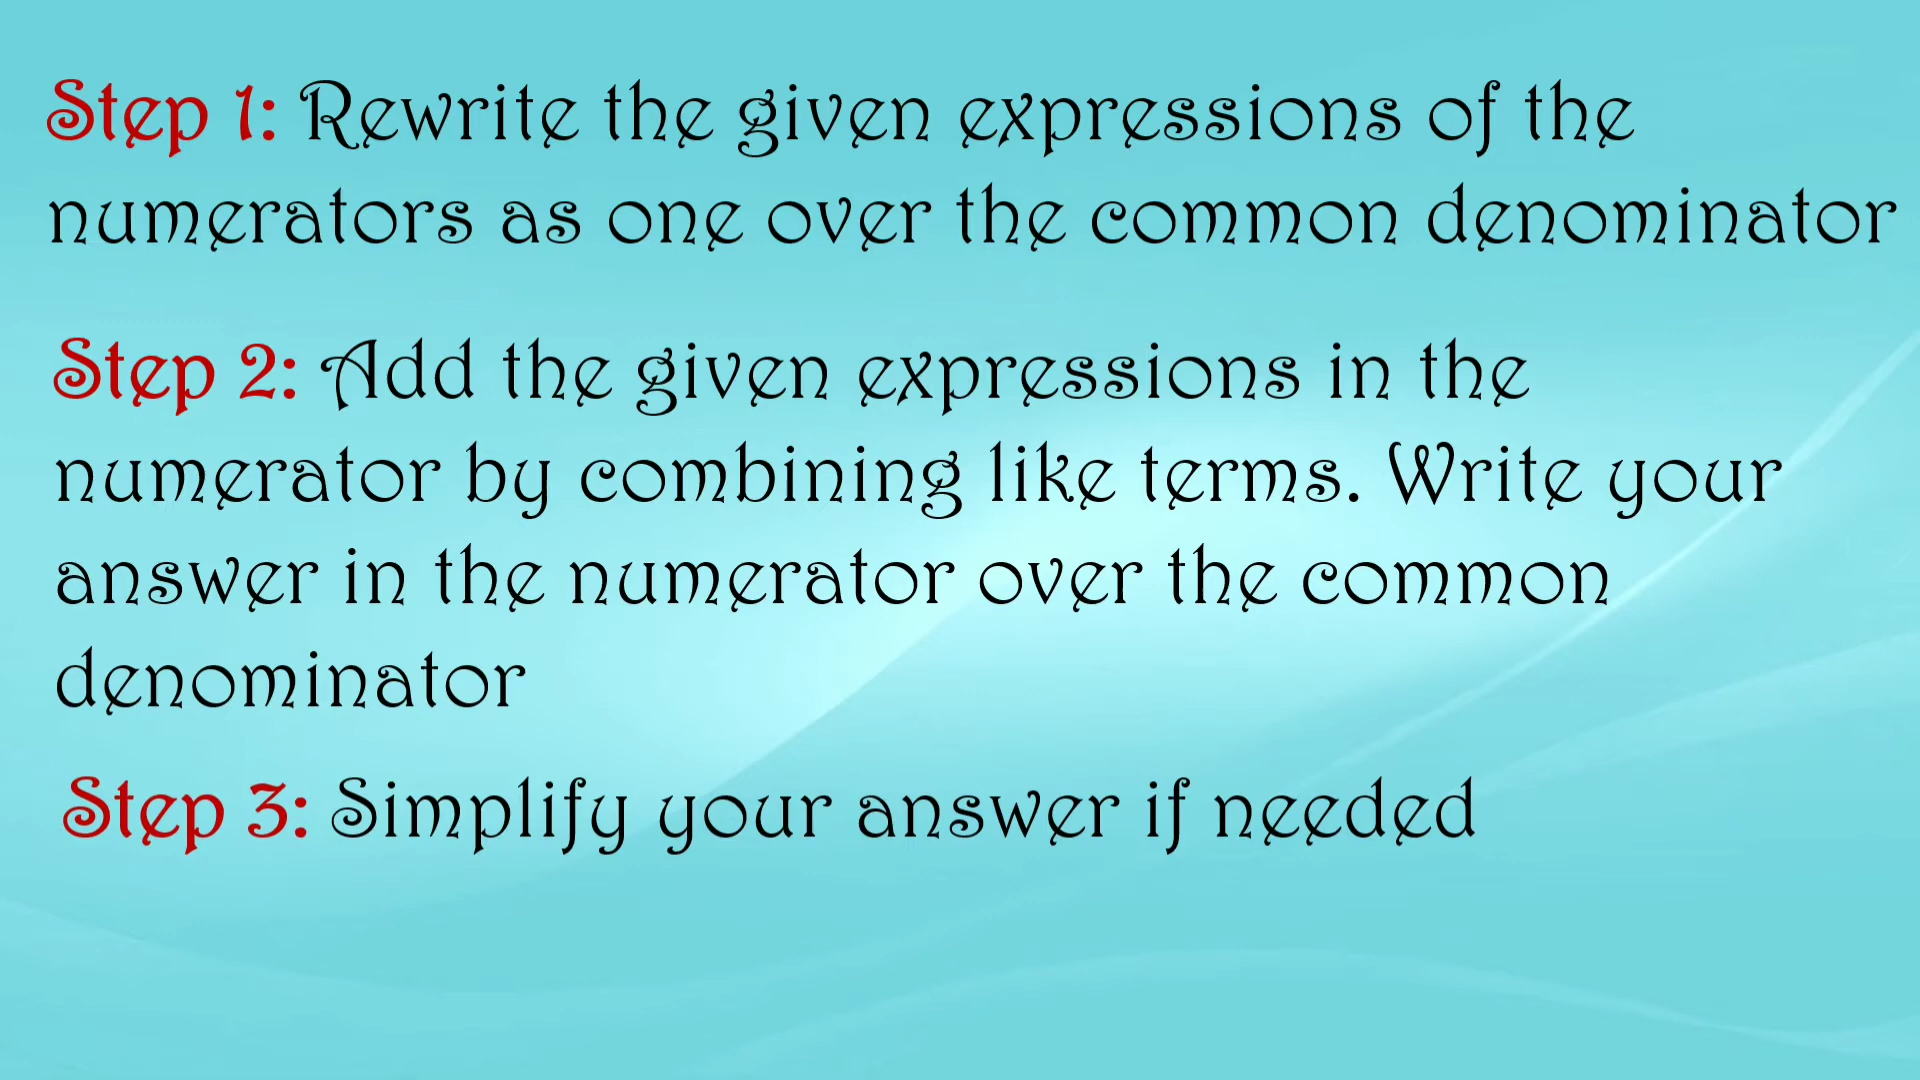 Step 1: Rewrite the given expressions of the
numerators as one over the common denominator
Step 2: Add the given expressions in the
numerator by combining like terms. Write your
answer in the numerator over the common
denominator
Step 3: Simplify your answer if needed